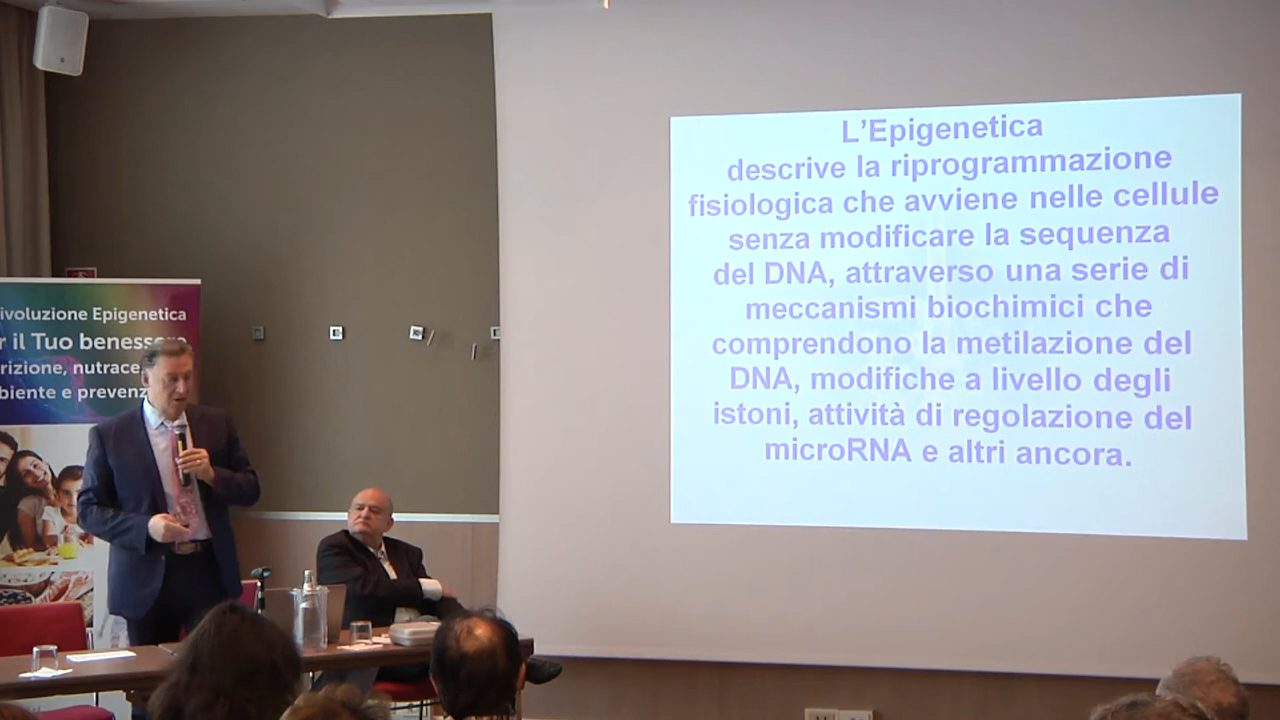 L'Epigenetica
descrive la riprogrammazione
fisiologica che avviene nelle cellule
senza modificare la sequenza
del DNA, attraverso una serie di
meccanismi biochimici che
comprendono la metilazione del
DNA, modifiche a livello degli
istoni, attività di regolazione del
microRNA e altri ancora.
ivoluzione Epigenetica
r il Tuo benessere
rizione, nutrace
biente e prevenz